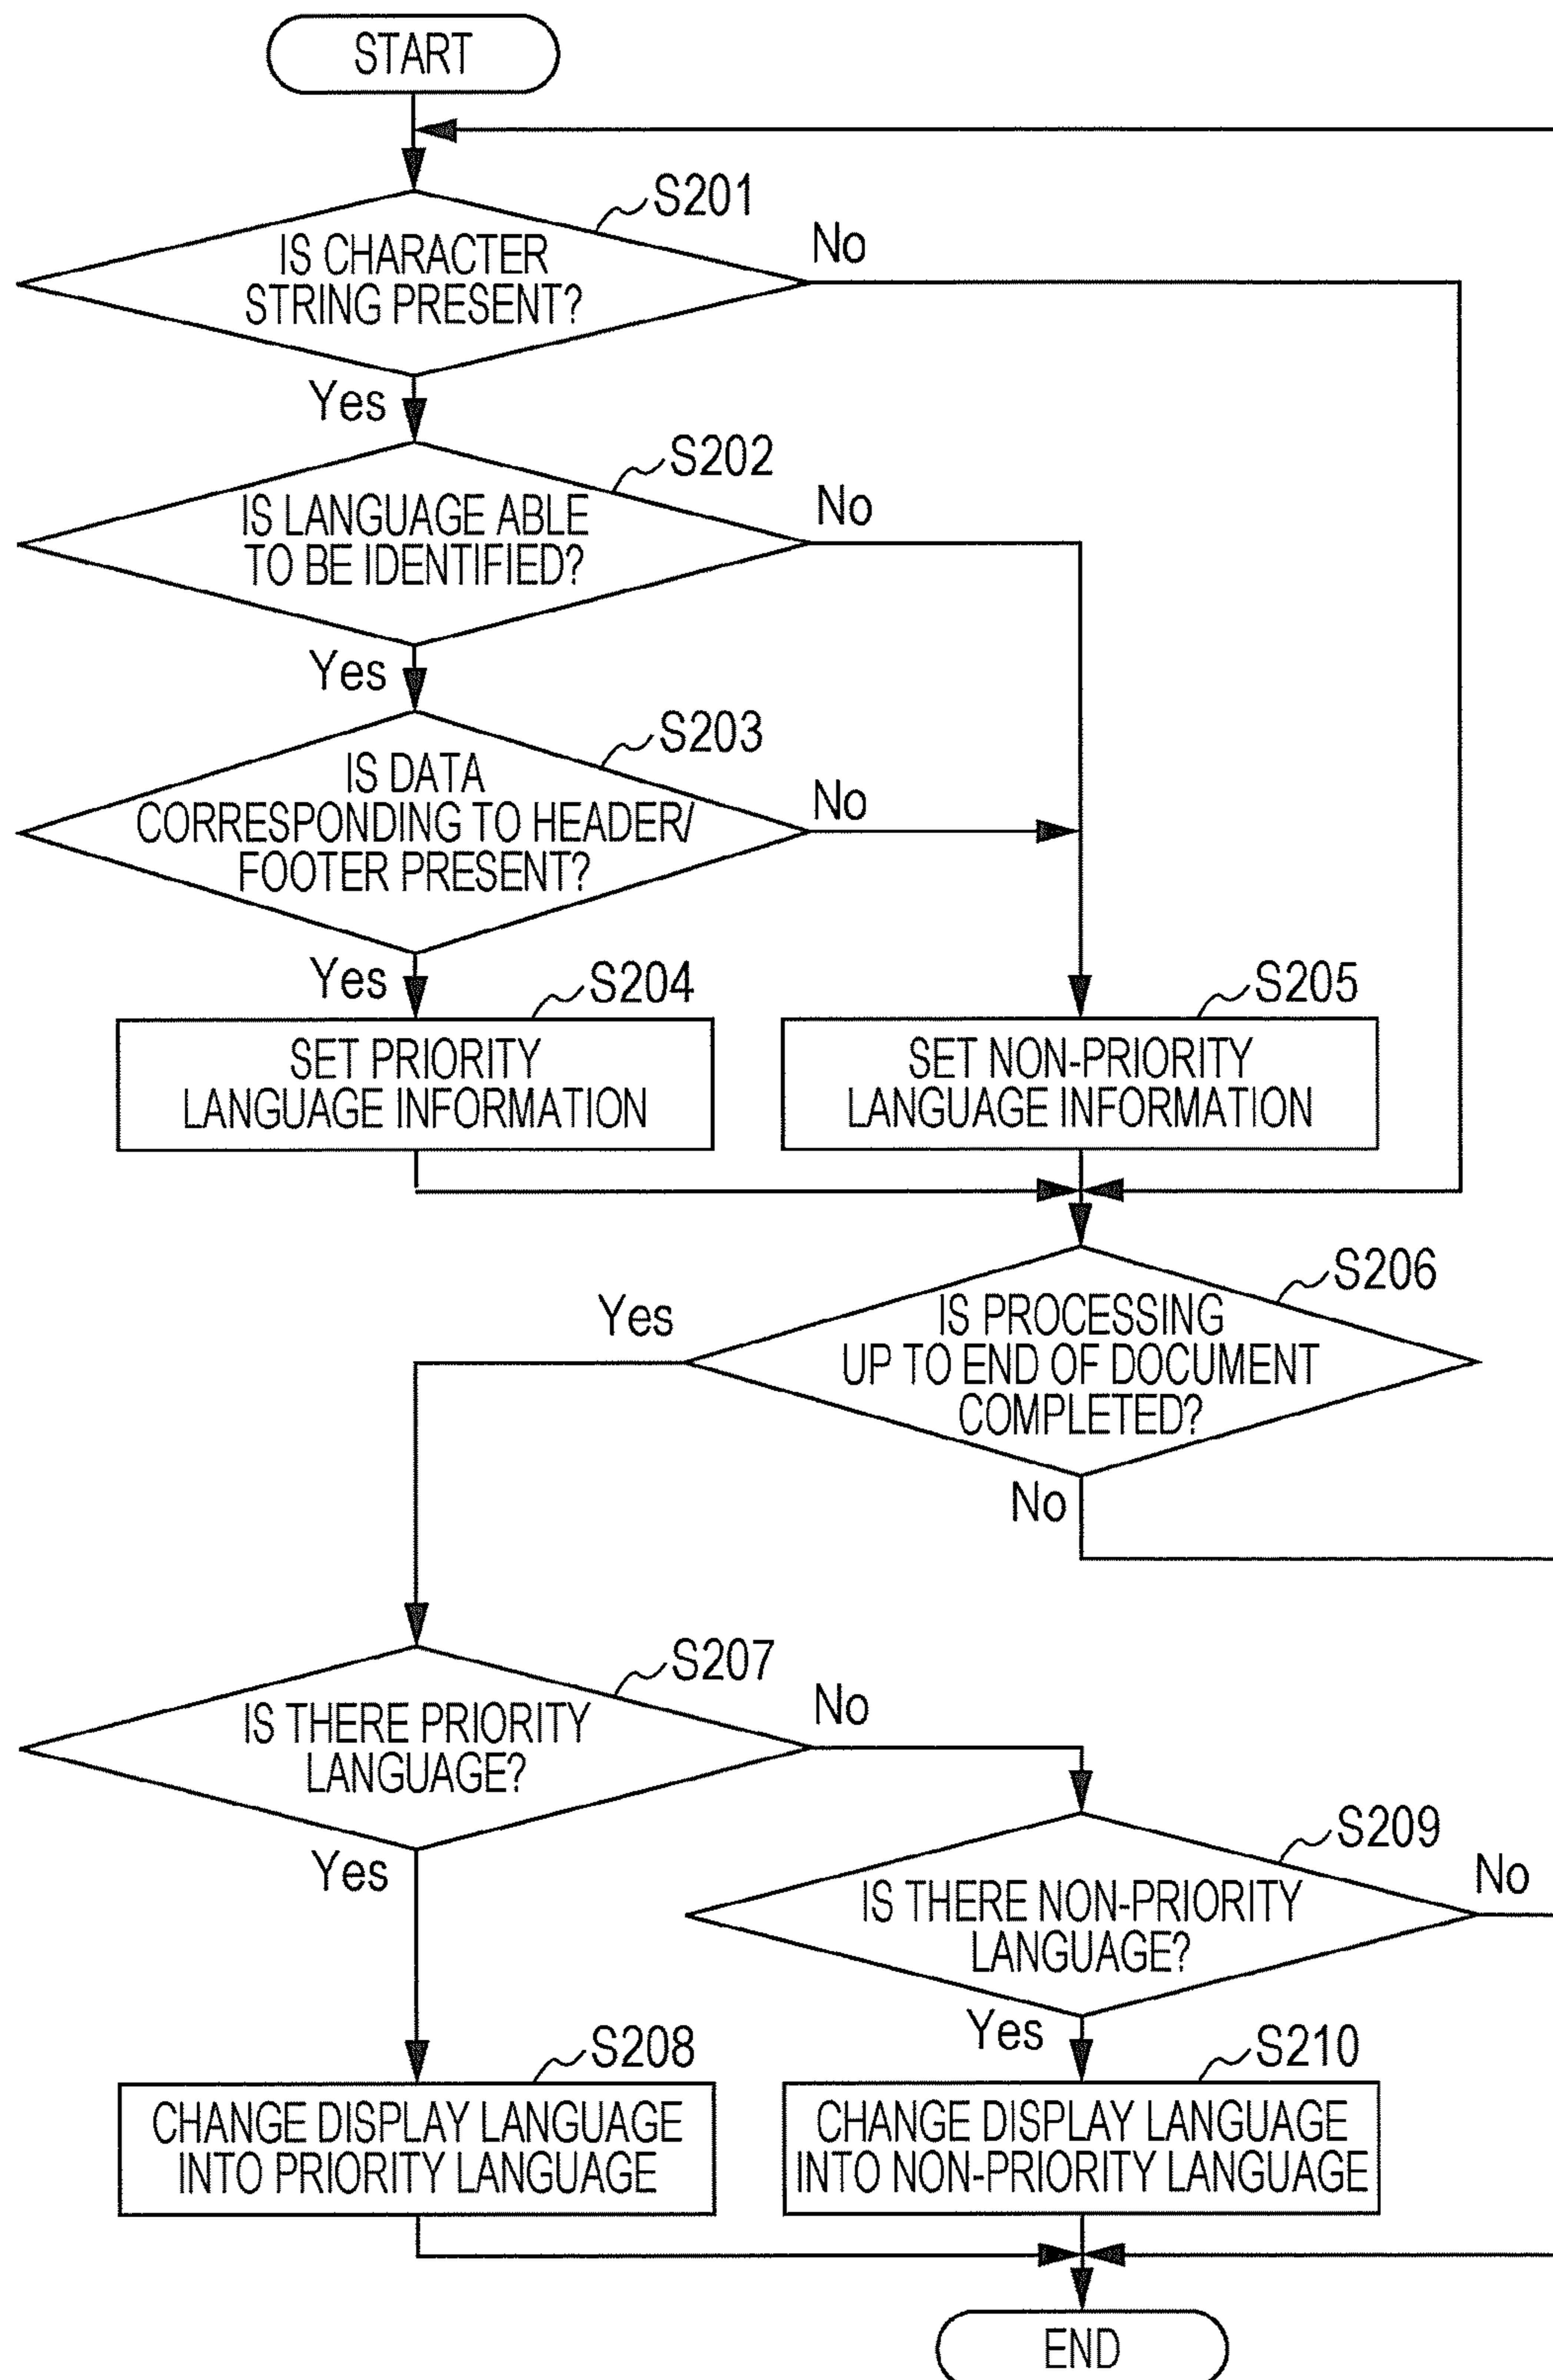 START
S201
IS CHARACTER
STRING PRESENT?
No
Yes
S202
IS LANGUAGE ABLE
TO BE IDENTIFIED?
No
Yes
S203
IS DATA
CORRESPONDING TO HEADER/
FOOTER PRESENT?
No
Yes
S204
SET PRIORITY
LANGUAGE INFORMATION
S205
SET NON-PRIORITY
LANGUAGE INFORMATION
S206
IS PROCESSING
UP TO END OF DOCUMENT
COMPLETED?
Yes
No
S207
IS THERE PRIORITY
LANGUAGE?
No
Yes
S209
IS THERE NON-PRIORITY
LANGUAGE?
No
Yes
S208
CHANGE DISPLAY LANGUAGE
INTO PRIORITY LANGUAGE
S210
CHANGE DISPLAY LANGUAGE
INTO NON-PRIORITY LANGUAGE
END